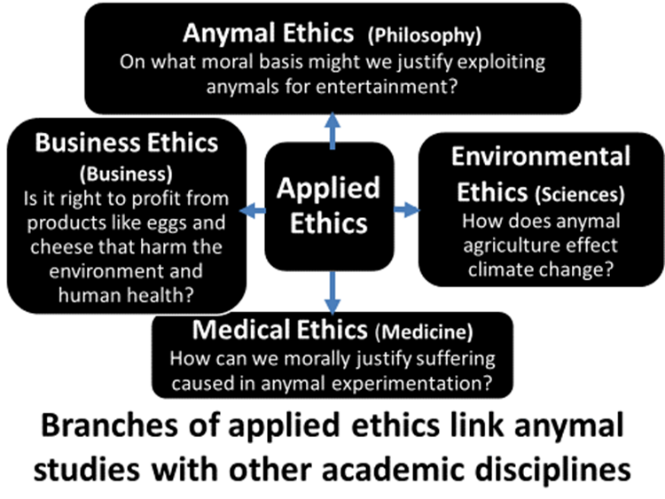 Anymal Ethics (Philosophy)
On what moral basis might we justify exploiting
anymals for entertainment?
Business Ethics
(Business)
Is it right to profit from
products like eggs and
cheese that harm the
environment and
human health?
Applied
Ethics
Environmental
Ethics (Sciences)
How does anymal
agriculture effect
climate change?
Medical Ethics (Medicine)
How can we morally justify suffering
caused in anymal experimentation?
Branches of applied ethics link anymal
studies with other academic disciplines